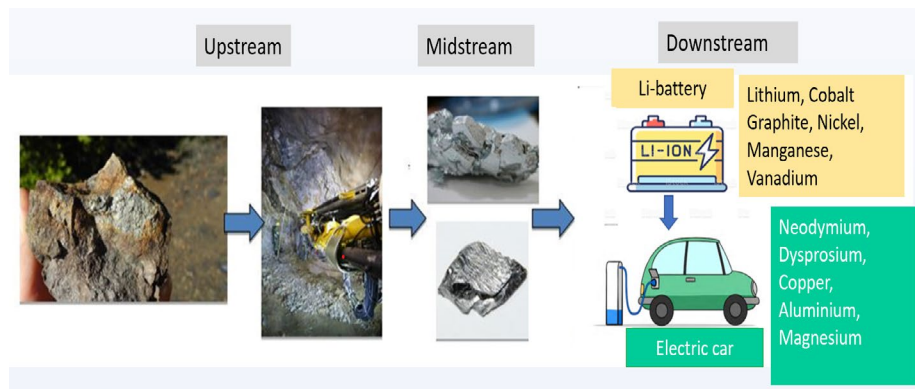 Upstream
Midstream
Downstream
Li-battery
Lithium, Cobalt
Graphite, Nickel,
Manganese,
Vanadium
LI-ION
Neodymium,
Dysprosium,
Copper,
Aluminium,
Magnesium
Electric car